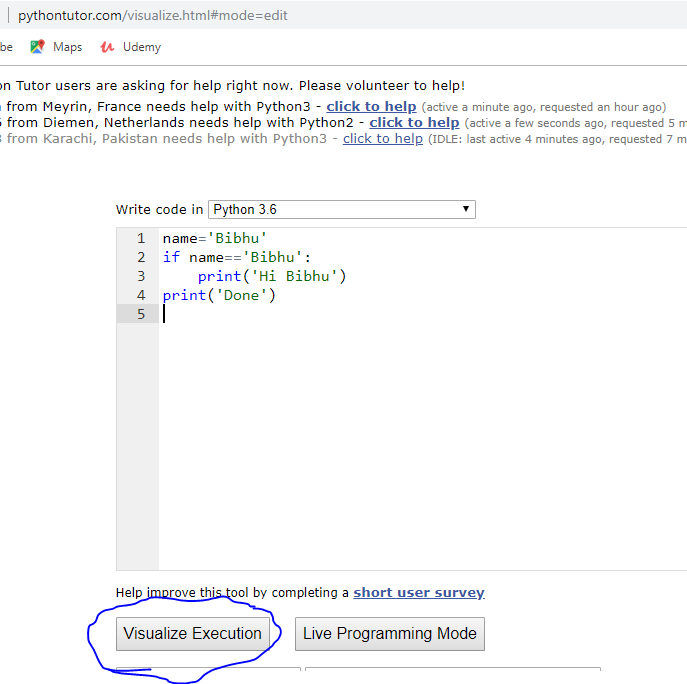 pythontutor.com/visualize.html#mode=edit
be Maps Udemy
on Tutor users are asking for help right now. Please volunteer to help!
from Meyrin, France needs help with Python3 - click to help (active a minute ago, requested an hour ago)
from Diemen, Netherlands needs help with Python2 - click to help (active a few seconds ago, requested 5 m
from Karachi, Pakistan needs help with Python3 - click to help (IDLE: last active 4 minutes ago, requested 7 m
Write code in Python 3.6
1 name='Bibhu'
2 if name=='Bibhu':
3     print('Hi Bibhu')
4 print('Done')
5
Help improve this tool by completing a short user survey
Visualize Execution Live Programming Mode